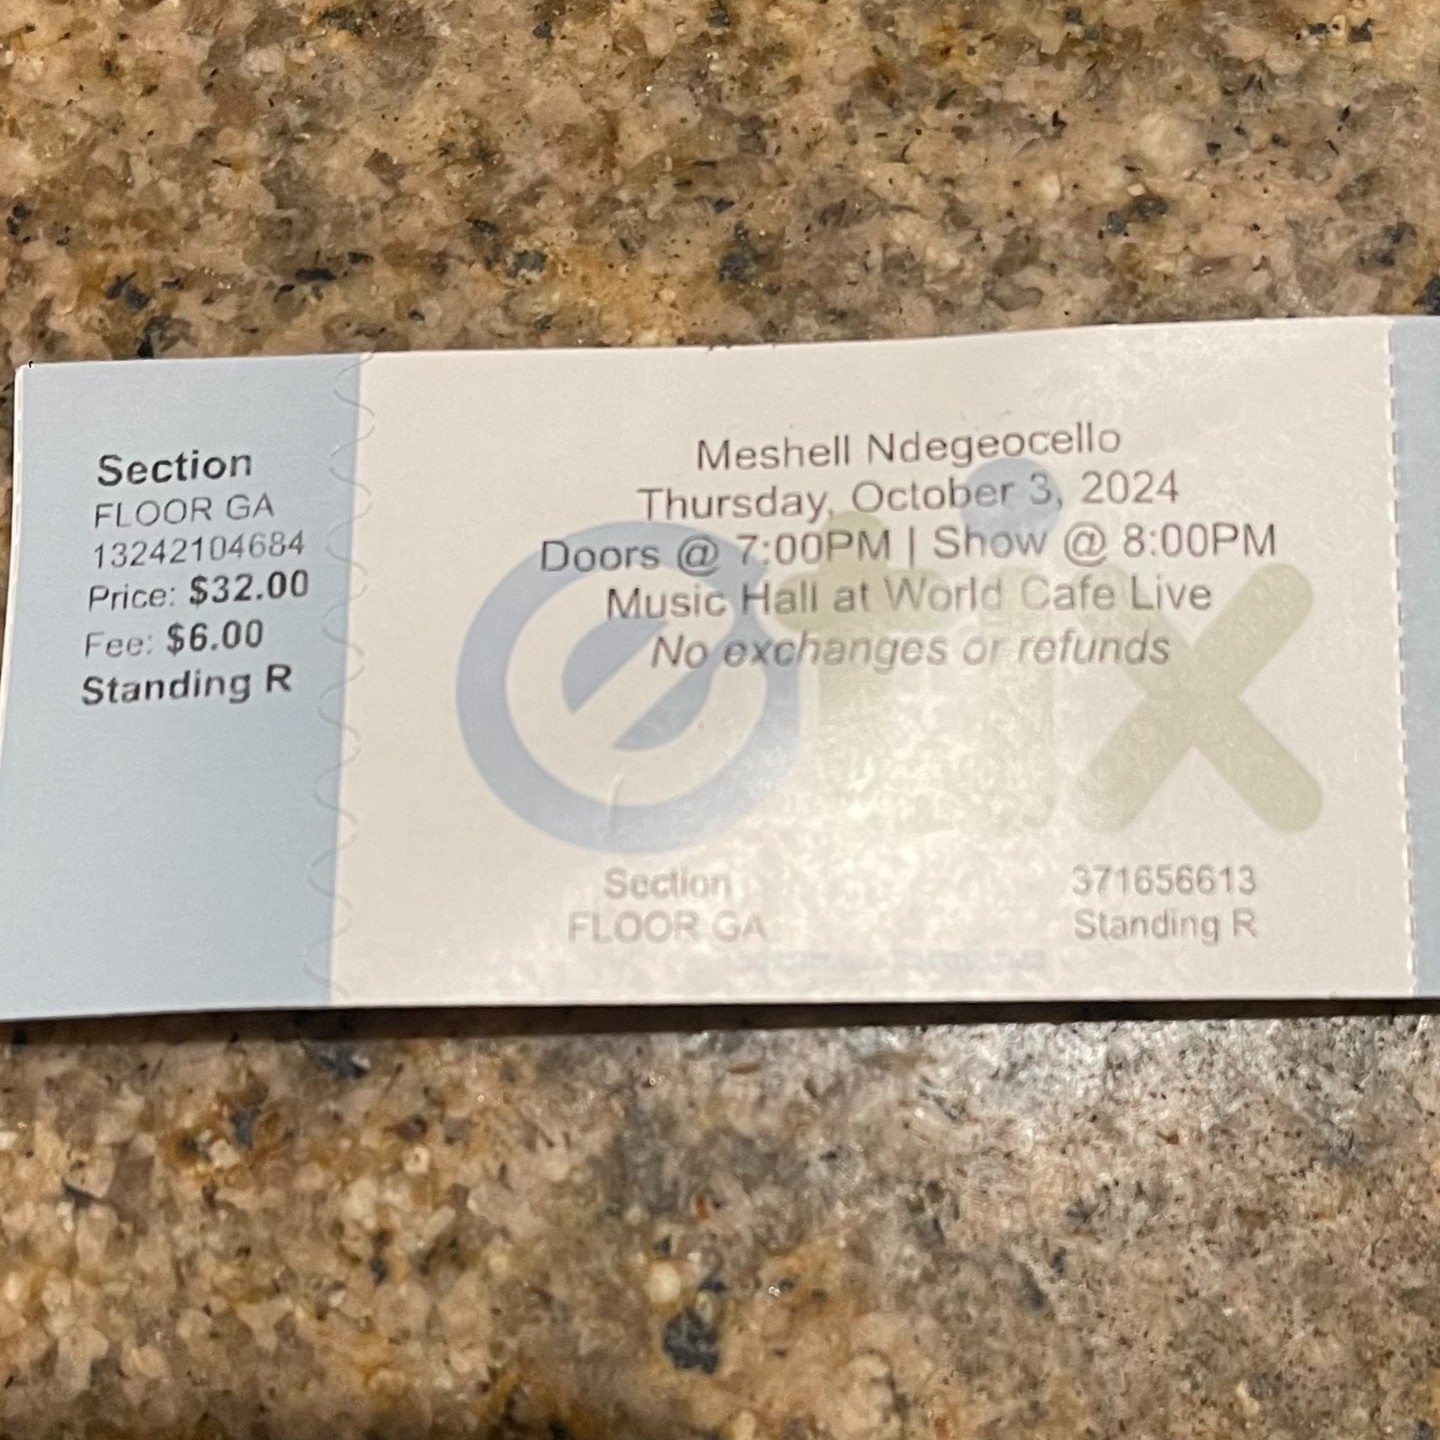 Section
FLOOR GA
13242104684
Price: $32.00
Fee: $6.00
Standing R
Meshell Ndegeocello
Thursday, October 3, 2024
Doors @ 7:00PM | Show @ 8:00PM
Music Hall at World Cafe Live
No exchanges or refunds
etix
Section
FLOOR GA
371656613
Standing R